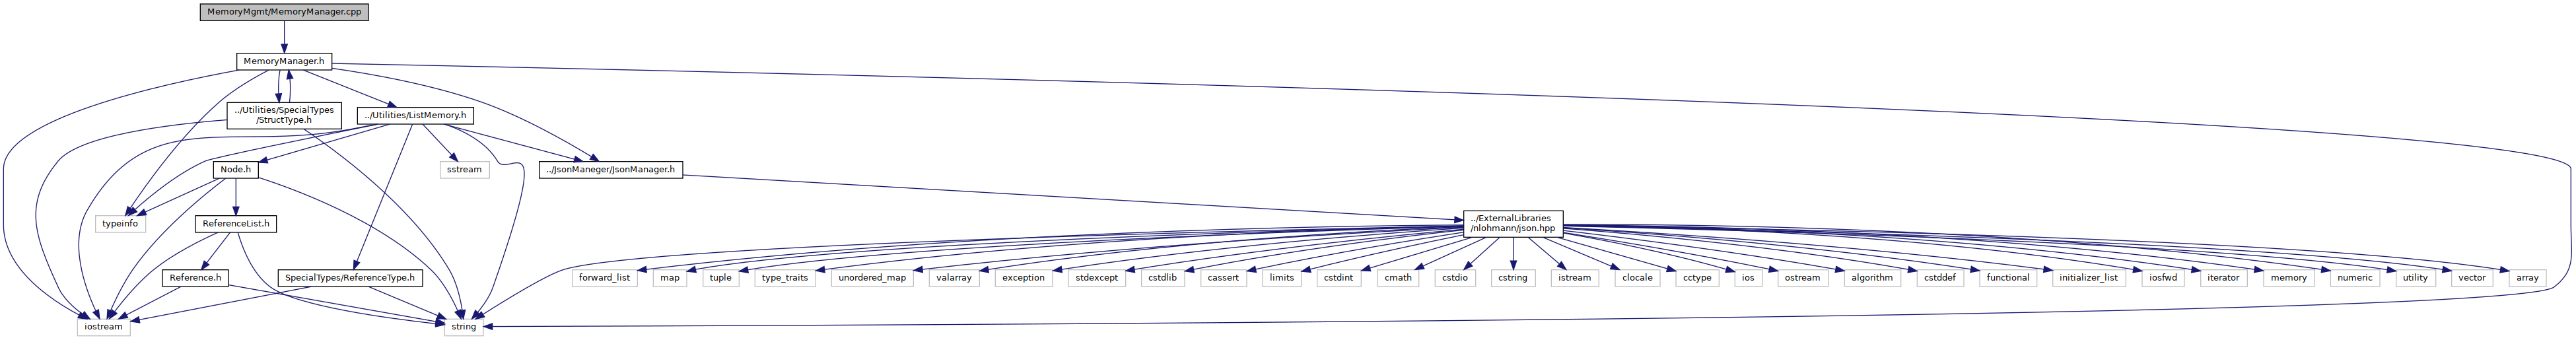 MemoryMgmt/MemoryManager.cpp
MemoryManager.h
../Utilities/SpecialTypes
/StructType.h
../Utilities/ListMemory.h
Node.h
sstream
../JsonManeger/JsonManager.h
typeinfo
ReferenceList.h
../ExternalLibraries
/nlohmann/json.hpp
Reference.h
SpecialTypes/ReferenceType.h
forward_list
map
tuple
type_traits
unordered_map
valarray
exception
stdexcept
cstdlib
cassert
limits
cstdint
cmath
cstdio
cstring
istream
clocale
cctype
ios
ostream
algorithm
cstddef
functional
initializer_list
iosfwd
iterator
memory
numeric
utility
vector
array
iostream
string